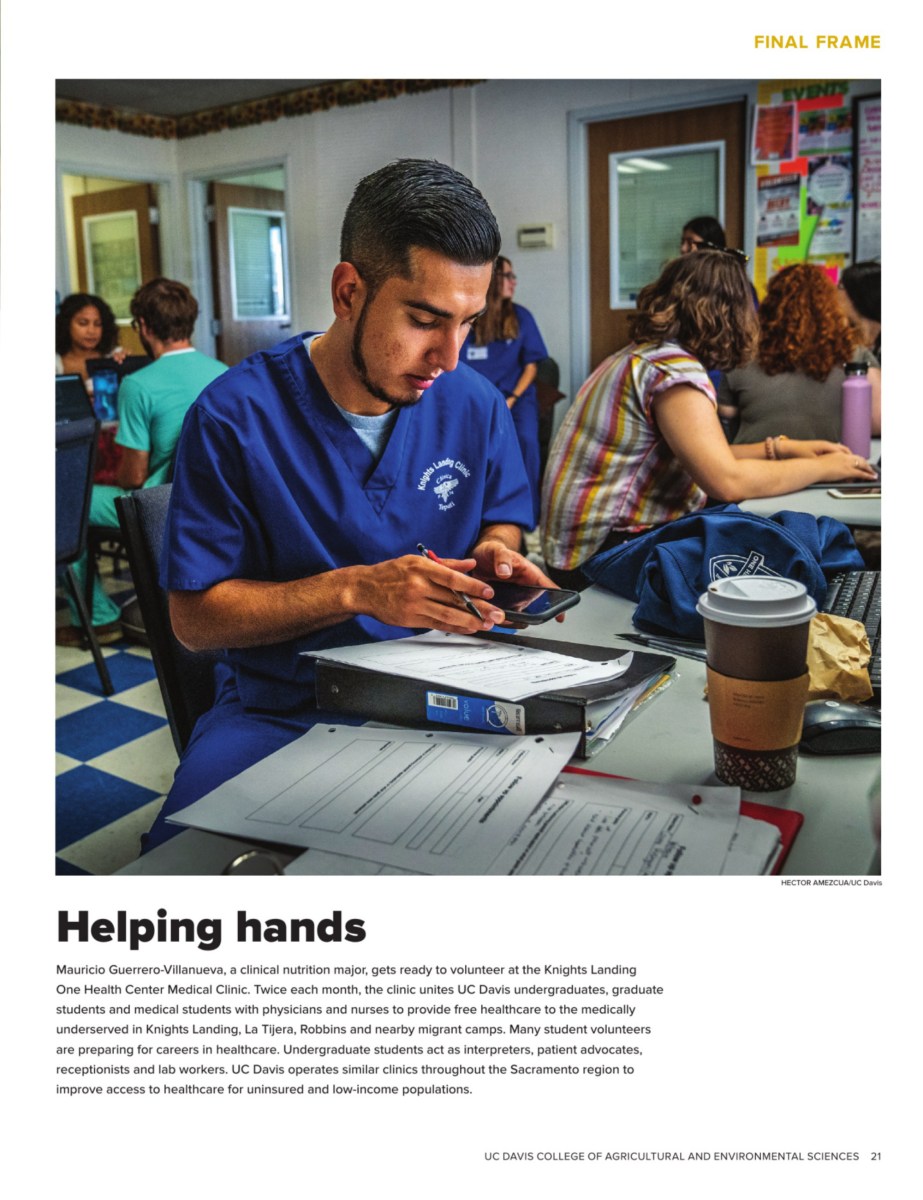 FINAL FRAME
EVENTS
Knights Landing Clinic
value
HECTOR AMEZCUA/UC Davis
Helping hands
Mauricio Guerrero-Villanueva, a clinical nutrition major, gets ready to volunteer at the Knights Landing
One Health Center Medical Clinic. Twice each month, the clinic unites UC Davis undergraduates, graduate
students and medical students with physicians and nurses to provide free healthcare to the medically
underserved in Knights Landing, La Tijera, Robbins and nearby migrant camps. Many student volunteers
are preparing for careers in healthcare. Undergraduate students act as interpreters, patient advocates,
receptionists and lab workers. UC Davis operates similar clinics throughout the Sacramento region to
improve access to healthcare for uninsured and low-income populations.
UC DAVIS COLLEGE OF AGRICULTURAL AND ENVIRONMENTAL SCIENCES 21